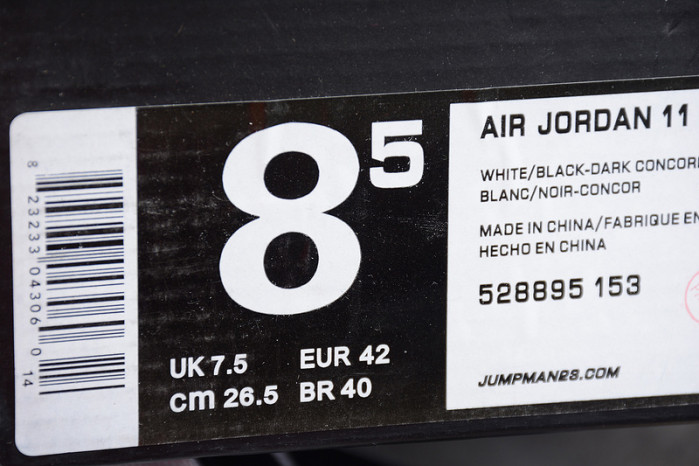 8 23233 04306 0 14
8 5
UK 7.5 EUR 42
cm 26.5 BR 40
AIR JORDAN 11
WHITE/BLACK-DARK CONCOR
BLANC/NOIR-CONCOR
MADE IN CHINA/FABRIQUE EN
HECHO EN CHINA
528895 153
JUMPMAN23.COM